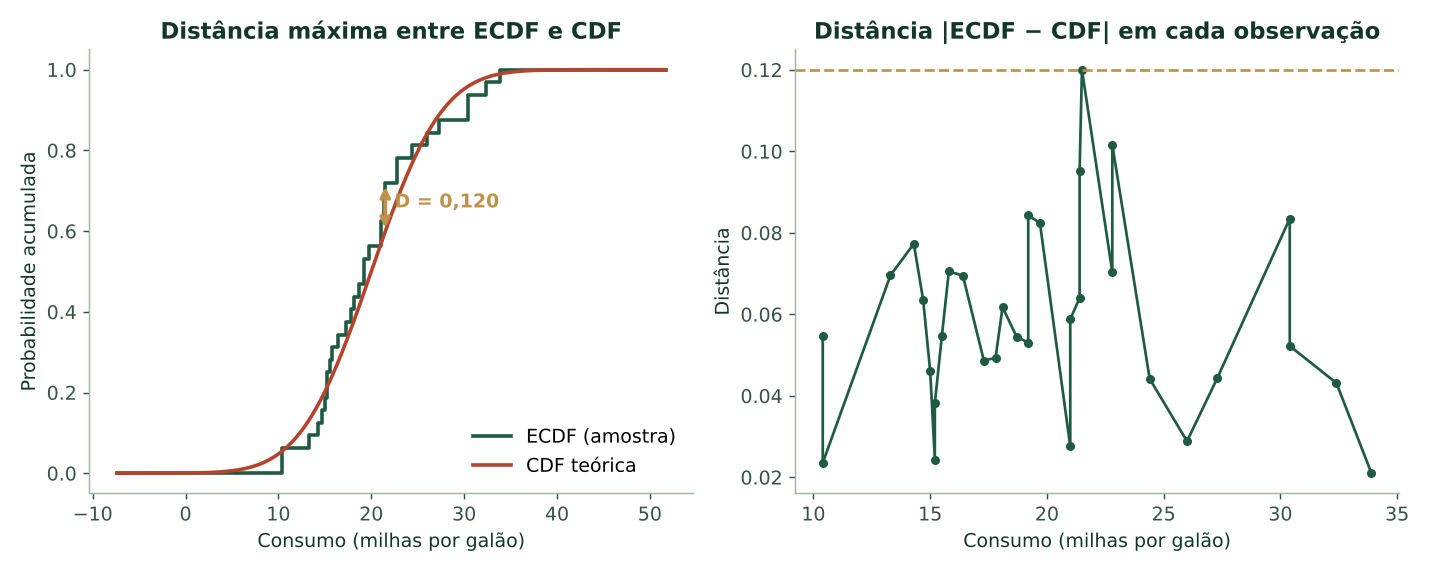 Distância máxima entre ECDF e CDF
Probabilidade acumulada
1.0
0.8
0.6
0.4
0.2
0.0
D = 0,120
ECDF (amostra)
CDF teórica
−10 0 10 20 30 40 50
Consumo (milhas por galão)
Distância |ECDF − CDF| em cada observação
Distância
0.12
0.10
0.08
0.06
0.04
0.02
10 15 20 25 30 35
Consumo (milhas por galão)